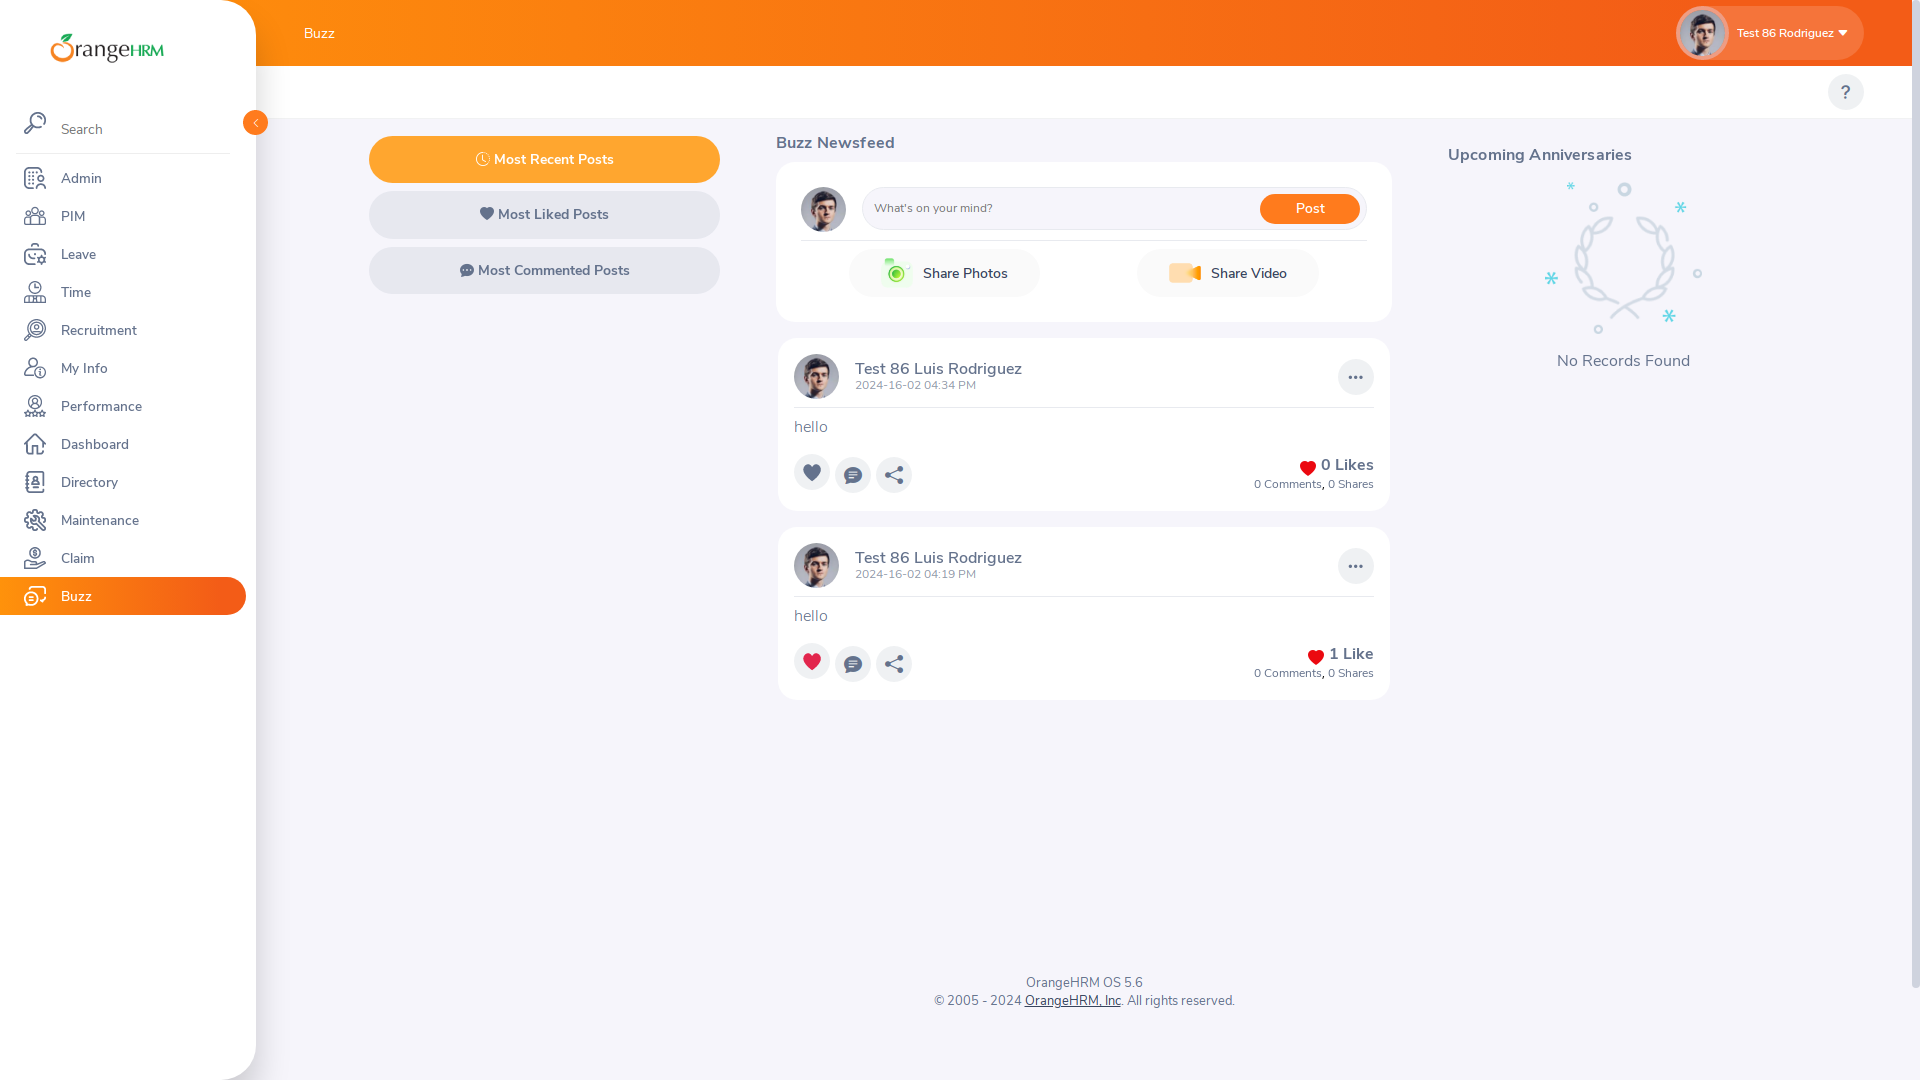 OrangeHRM
Search
Admin
PIM
Leave
Time
Recruitment
My Info
Performance
Dashboard
Directory
Maintenance
Claim
Buzz
Buzz
Test 86 Rodriguez
?
Most Recent Posts
Most Liked Posts
Most Commented Posts
Buzz Newsfeed
What's on your mind?
Post
Share Photos
Share Video
Test 86 Luis Rodriguez
2024-16-02 04:34 PM
hello
0 Likes
0 Comments, 0 Shares
Test 86 Luis Rodriguez
2024-16-02 04:19 PM
hello
1 Like
0 Comments, 0 Shares
Upcoming Anniversaries
No Records Found
OrangeHRM OS 5.6
© 2005 - 2024 OrangeHRM, Inc. All rights reserved.